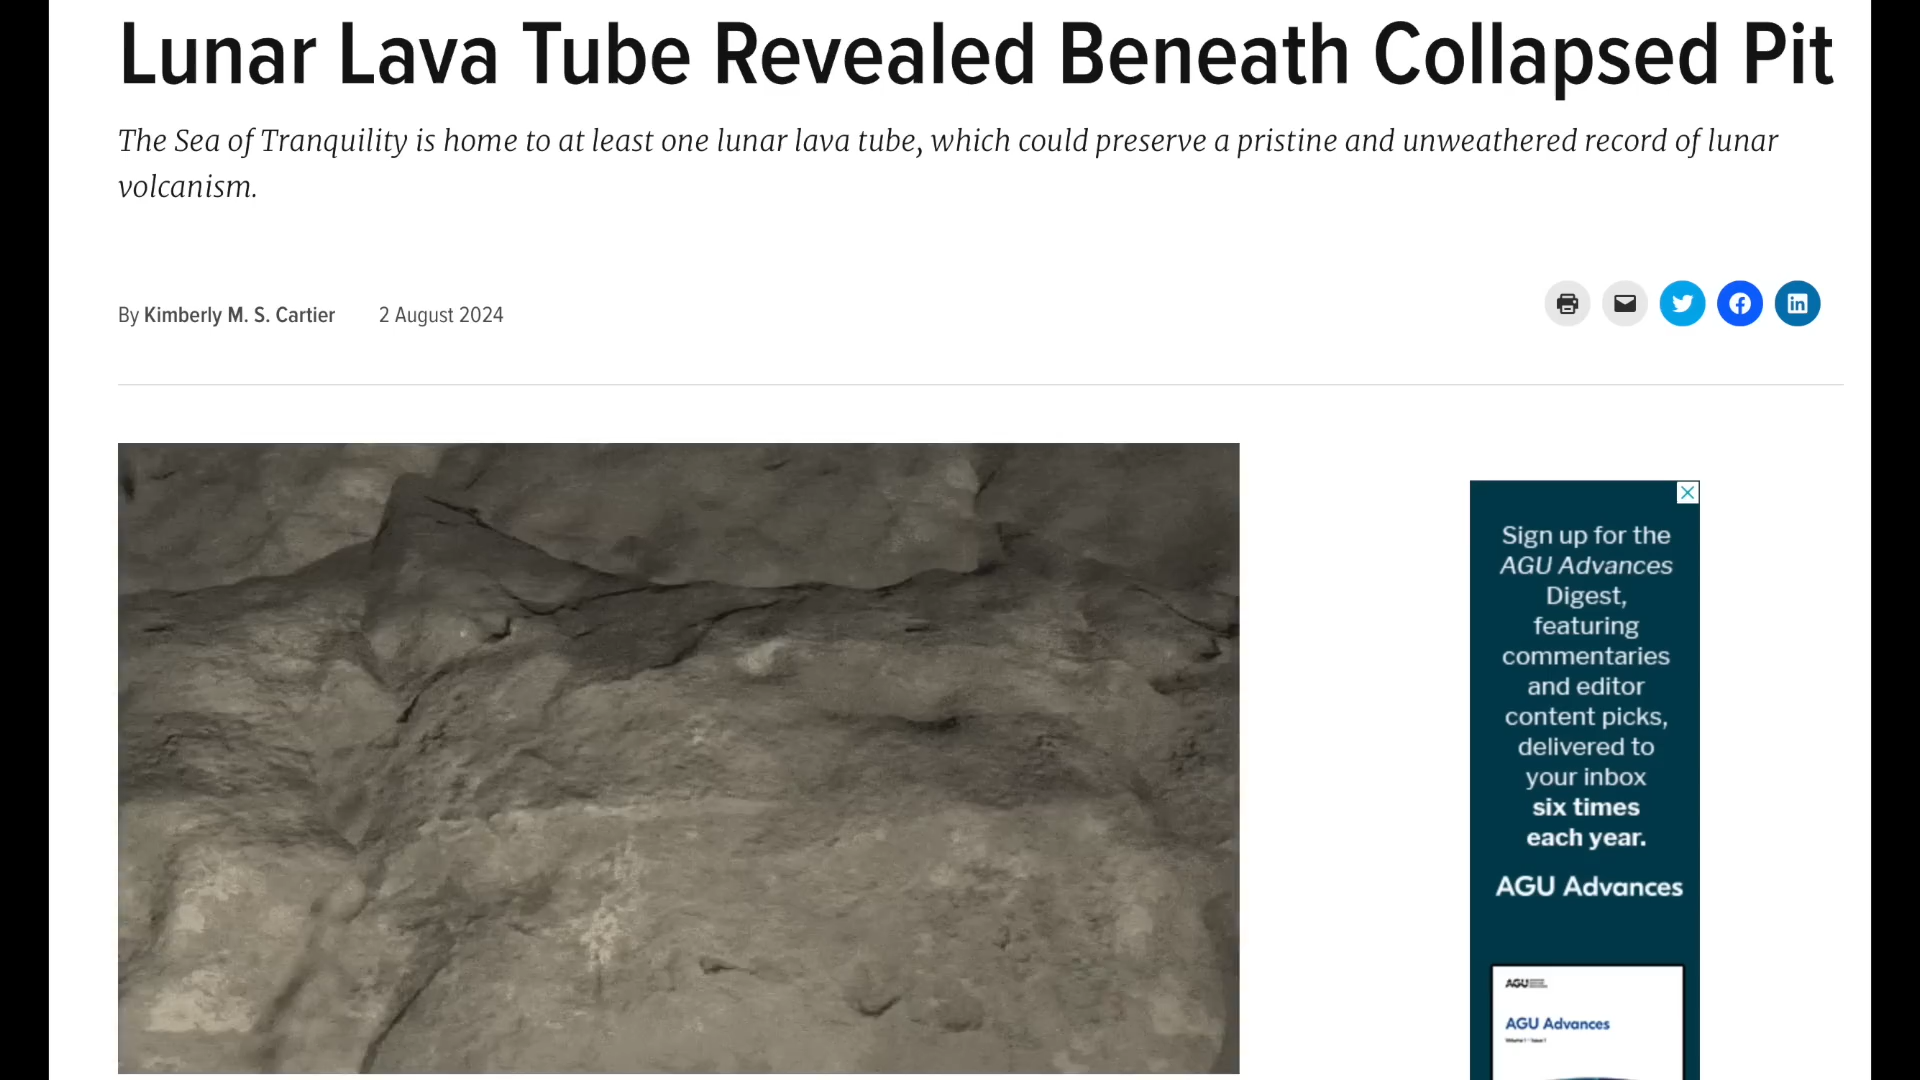 Lunar Lava Tube Revealed Beneath Collapsed Pit
The Sea of Tranquility is home to at least one lunar lava tube, which could preserve a pristine and unweathered record of lunar
volcanism.
By Kimberly M. S. Cartier 2 August 2024
Sign up for the
AGU Advances
Digest,
featuring
commentaries
and editor
content picks,
delivered to
your inbox
six times
each year.
AGU Advances
AGU
AGU Advances